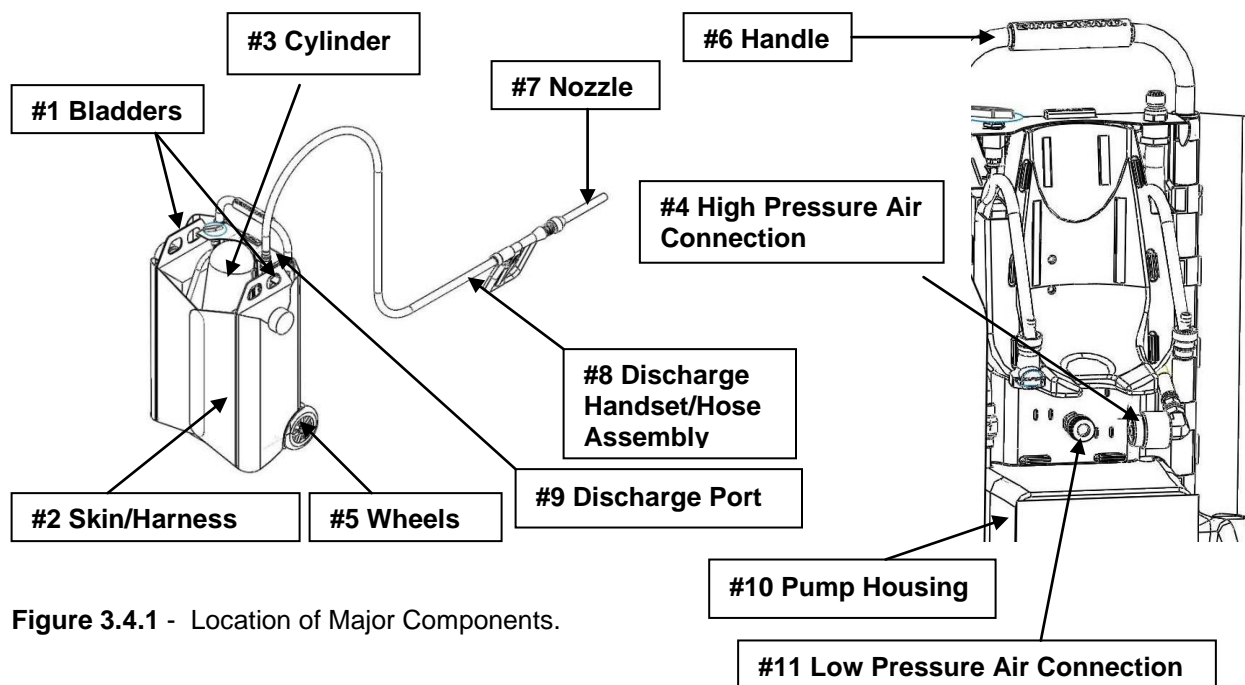 #3 Cylinder
#6 Handle
#7 Nozzle
#1 Bladders
#4 High Pressure Air
Connection
#8 Discharge
Handset/Hose
Assembly
#9 Discharge Port
#2 Skin/Harness
#5 Wheels
#10 Pump Housing
Figure 3.4.1 - Location of Major Components.
#11 Low Pressure Air Connection